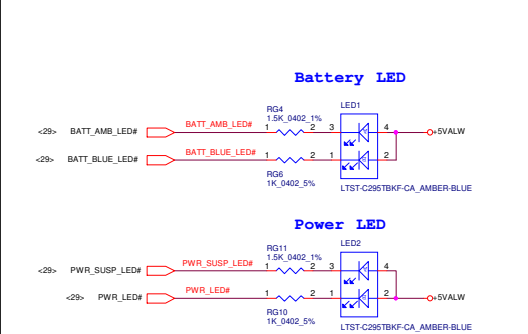 Battery LED
RG4
1.5K_0402_1%
LED1
<29> BATT_AMB_LED# BATT_AMB_LED# 1 2 3 4 +5VALW
<29> BATT_BLUE_LED# BATT_BLUE_LED# 1 2 1 2
RG6
1K_0402_5%
LTST-C295TBKF-CA_AMBER-BLUE
Power LED
RG11
1.5K_0402_1%
LED2
<29> PWR_SUSP_LED# PWR_SUSP_LED# 1 2 3 4
<29> PWR_LED# PWR_LED# 1 2 1 2 +5VALW
RG10
1K_0402_5%
LTST-C295TBKF-CA_AMBER-BLUE